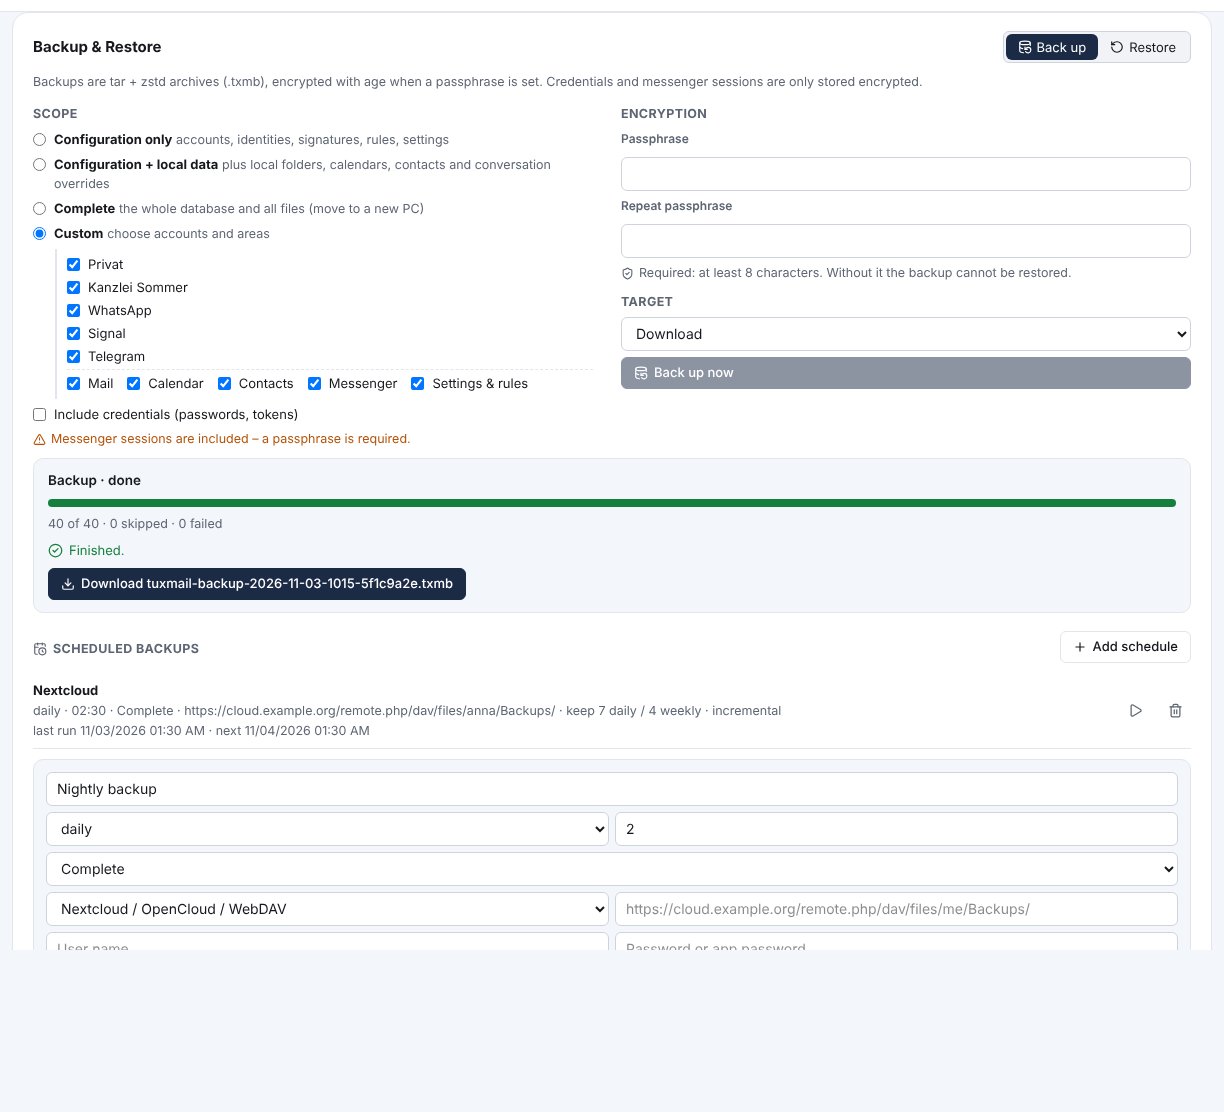 Backup & Restore
Back up
Restore
Backups are tar + zstd archives (.txmb), encrypted with age when a passphrase is set. Credentials and messenger sessions are only stored encrypted.
SCOPE
Configuration only accounts, identities, signatures, rules, settings
Configuration + local data plus local folders, calendars, contacts and conversation
overrides
Complete the whole database and all files (move to a new PC)
Custom choose accounts and areas
Privat
Kanzlei Sommer
WhatsApp
Signal
Telegram
Mail Calendar Contacts Messenger Settings & rules
Include credentials (passwords, tokens)
Messenger sessions are included – a passphrase is required.
ENCRYPTION
Passphrase
Repeat passphrase
Required: at least 8 characters. Without it the backup cannot be restored.
TARGET
Download
Back up now
Backup · done
40 of 40 · 0 skipped · 0 failed
Finished.
Download tuxmail-backup-2026-11-03-1015-5f1c9a2e.txmb
SCHEDULED BACKUPS
Add schedule
Nextcloud
daily · 02:30 · Complete · https://cloud.example.org/remote.php/dav/files/anna/Backups/ · keep 7 daily / 4 weekly · incremental
last run 11/03/2026 01:30 AM · next 11/04/2026 01:30 AM
Nightly backup
daily
2
Complete
Nextcloud / OpenCloud / WebDAV
https://cloud.example.org/remote.php/dav/files/me/Backups/
User name
Password or app password